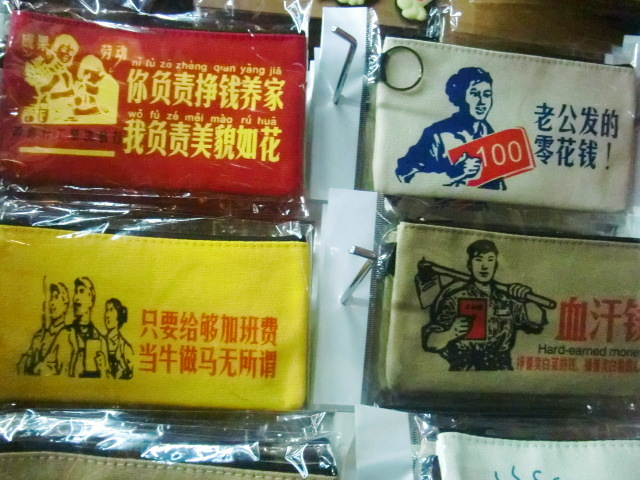 劳动
nǐ fù zé zhèng qián yǎng jiā
你负责挣钱养家
wǒ fù zé měi mào rú huā
我负责美貌如花
老公发的
零花钱！
100
只要给够加班费
当牛做马无所谓
血汗钱
Hard-earned money